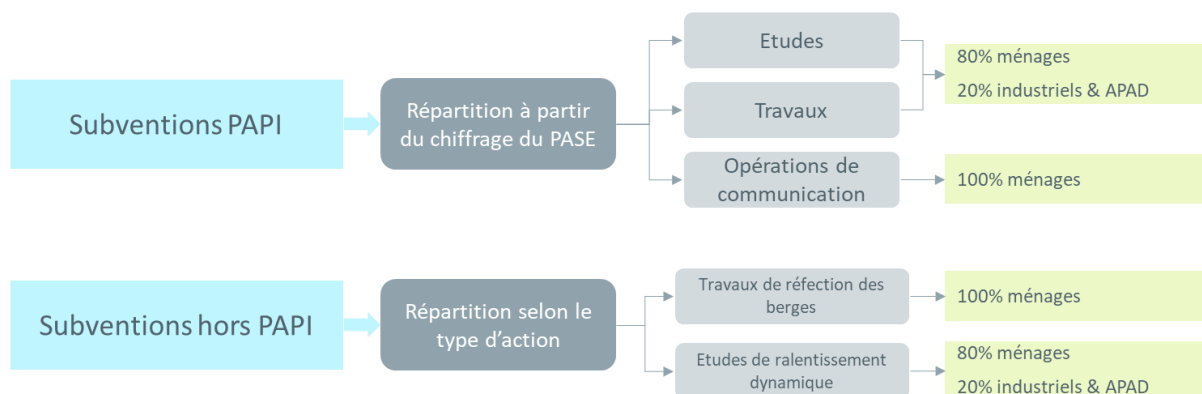 Subventions PAPI
Répartition à partir
du chiffrage du PASE
Etudes
Travaux
80% ménages
20% industriels & APAD
Opérations de
communication
100% ménages
Subventions hors PAPI
Répartition selon le
type d’action
Travaux de réfection des
berges
100% ménages
Etudes de ralentissement
dynamique
80% ménages
20% industriels & APAD